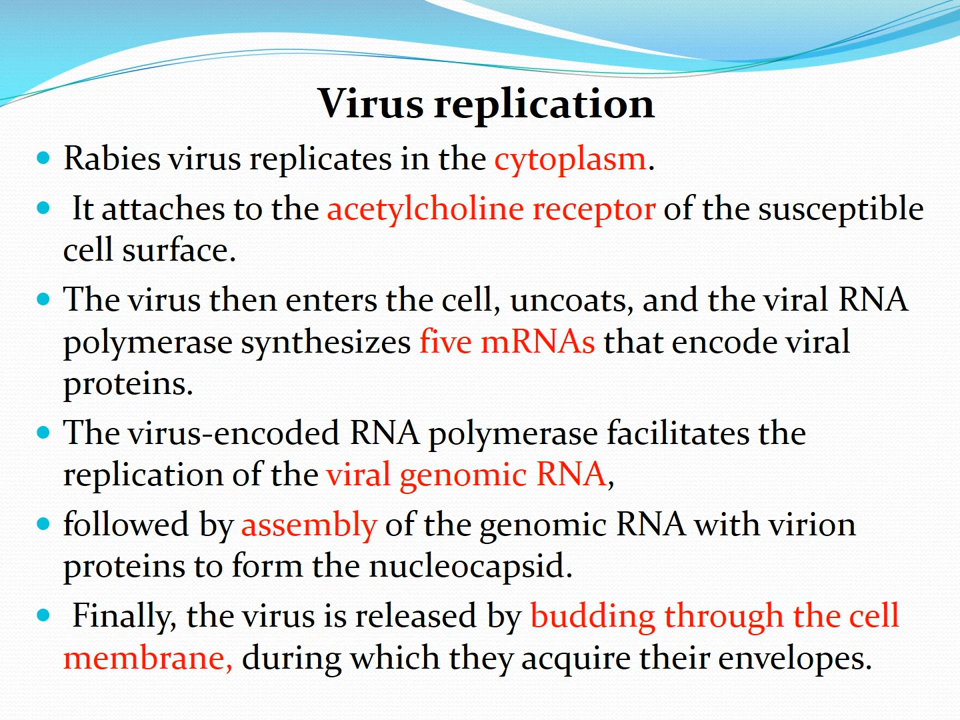 Virus replication
• Rabies virus replicates in the cytoplasm.
• It attaches to the acetylcholine receptor of the susceptible
cell surface.
• The virus then enters the cell, uncoats, and the viral RNA
polymerase synthesizes five mRNAs that encode viral
proteins.
• The virus-encoded RNA polymerase facilitates the
replication of the viral genomic RNA,
• followed by assembly of the genomic RNA with virion
proteins to form the nucleocapsid.
• Finally, the virus is released by budding through the cell
membrane, during which they acquire their envelopes.